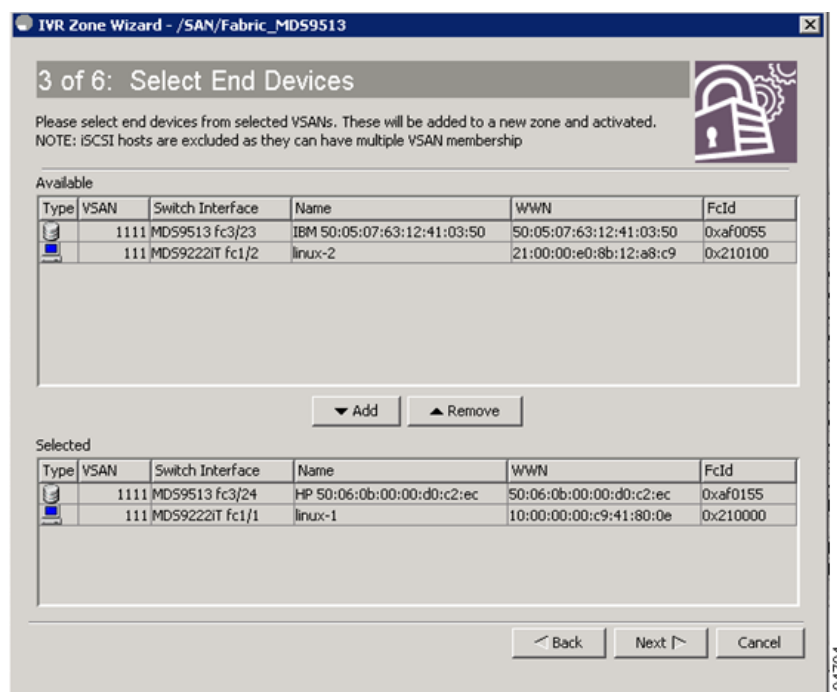 IVR Zone Wizard - /SAN/Fabric_MDS9513
3 of 6: Select End Devices
Please select end devices from selected VSANs. These will be added to a new zone and activated.
NOTE: iSCSI hosts are excluded as they can have multiple VSAN membership
Available
Type VSAN Switch Interface Name WWN FcId
1111 MDS9513 fc3/23 IBM 50:05:07:63:12:41:03:50 50:05:07:63:12:41:03:50 0xaf0055
111 MDS9222iT fc1/2 linux-2 21:00:00:e0:8b:12:a8:c9 0x210100
Add Remove
Selected
Type VSAN Switch Interface Name WWN FcId
1111 MDS9513 fc3/24 HP 50:06:0b:00:00:d0:c2:ec 50:06:0b:00:00:d0:c2:ec 0xaf0155
111 MDS9222iT fc1/1 linux-1 10:00:00:00:c9:41:80:0e 0x210000
Back Next Cancel